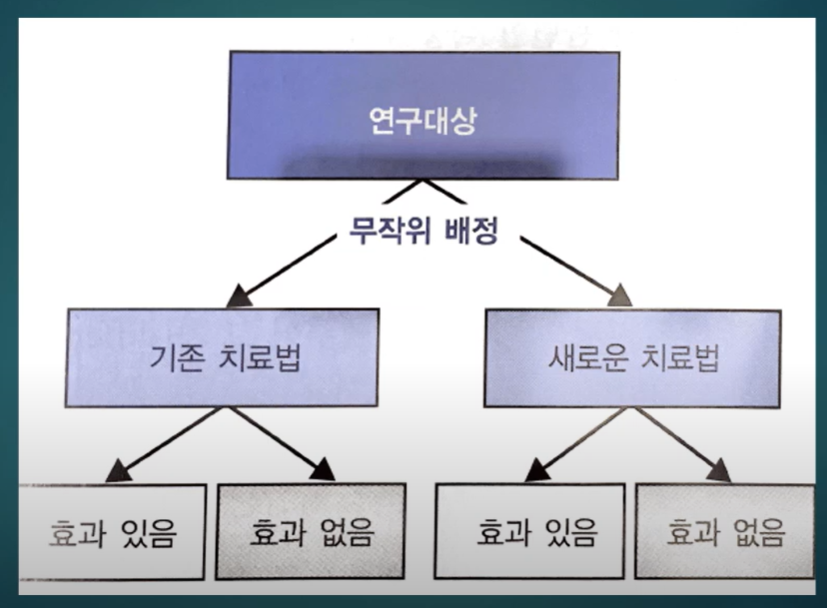 연구대상
무작위 배정
기존 치료법
새로운 치료법
효과 있음
효과 없음
효과 있음
효과 없음